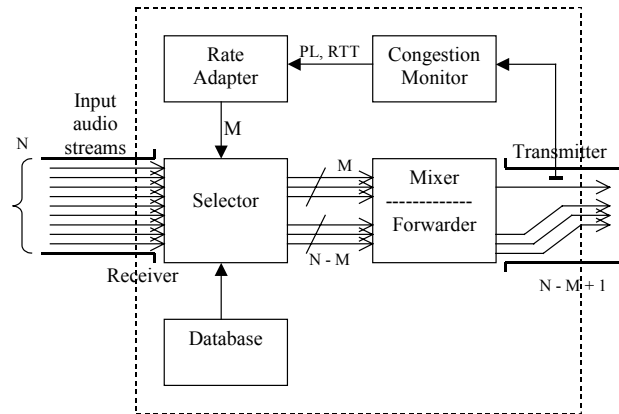 Rate
Adapter
PL, RTT
Congestion
Monitor
Input
audio
streams
N
M
Transmitter
Selector
M
Mixer
Forwarder
Receiver
N - M
N - M + 1
Database